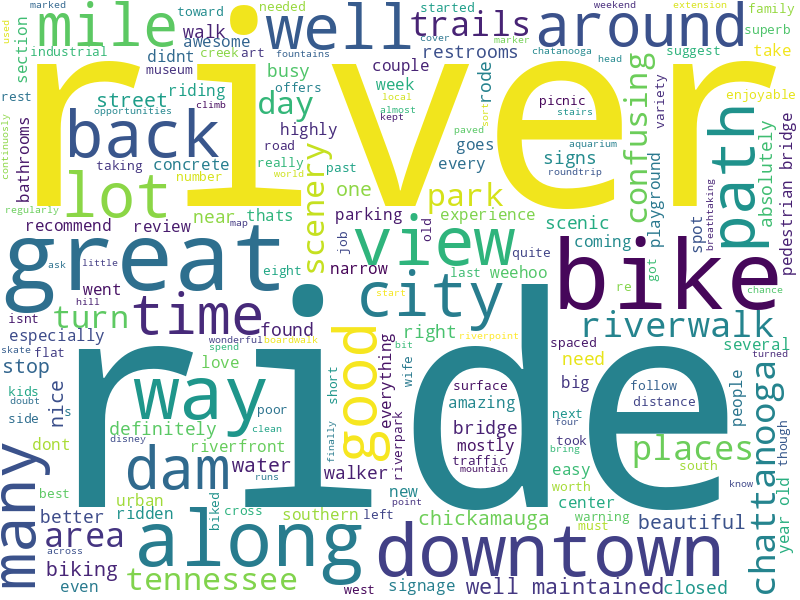 marked
toward
needed
started
weekend
extension
used
mile
well
trails
around
creek
art
fountains
marker
cover
chatanooga
head
family
section
industrial
didnt
awesome
walk
restrooms
superb
suggest
take
museum
busy
couple
rode
river
rest
street
riding
offers
week
local
almost
picnic
variety
enjoyable
opportunities
climb
day
kept
sort
stairs
confusing
continuosly
bathrooms
back
highly
goes
paved
signs
path
taking
concrete
road
every
aquarium
scenic
lot
number
really
past
roundtrip
playground
absolutely
pedestrian bridge
world
scenery
one
park
regularly
near
thats
parking
experience
spot
breathtaking
recommend
review
map
job
old
coming
great
view
quite
eight
narrow
last
weehoo
re
got
bike
ask
little
went
hill
time
city
start
chance
isnt
turn
found
right
riverwalk
especially
wonderful
boardwalk
riverpoint
spaced
several
skate
flat
spend
bit
turned
stop
love
good
everything
short
wife
need
ride
kids
nice
way
surface
big
follow
people
doubt
poor
amazing
distance
chattanooga
side
is
definitely
clean
next
four
disney
riverfront
bridge
took
places
though
dont
dam
water
walker
riverpark
mostly
bring
many
runs
finally
traffic
easy
south
mountain
know
best
urban
southern
new
worth
center
year old
better
ridden
biked
cross
left
point
chickamauga
warning
must
beautiful
area
along
downtown
across
biking
even
tennessee
west
signage
well maintained
closed